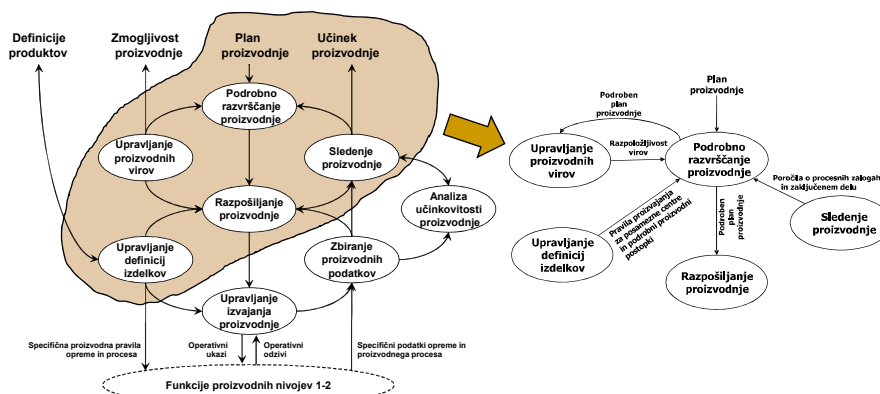 Definicije
produktov
Zmogljivost
proizvodnje
Plan
proizvodnje
Učinek
proizvodnje
Podrobno
razvrščanje
proizvodnje
Upravljanje
proizvodnih
virov
Sledenje
proizvodnje
Razpošiljanje
proizvodnje
Analiza
učinkovitosti
proizvodnje
Upravljanje
definicij
izdelkov
Zbiranje
proizvodnih
podatkov
Upravljanje
izvajanja
proizvodnje
Specifična proizvodna pravila
opreme in procesa
Operativni
ukazi
Operativni
odzivi
Specifični podatki opreme in
proizvodnega procesa
Funkcije proizvodnih nivojev 1-2
Plan
proizvodnje
Podroben
plan
proizvodnje
Upravljanje
proizvodnih
virov
Razpoložljivost
virov
Podrobno
razvrščanje
proizvodnje
Poročila o procesnih zalogah
in zaključenem delu
Sledenje
proizvodnje
Pravila proizvajanja
za posamezne centre
in podrobni proizvodni
postopki
Podroben
plan
proizvodnje
Upravljanje
definicij
izdelkov
Razpošiljanje
proizvodnje